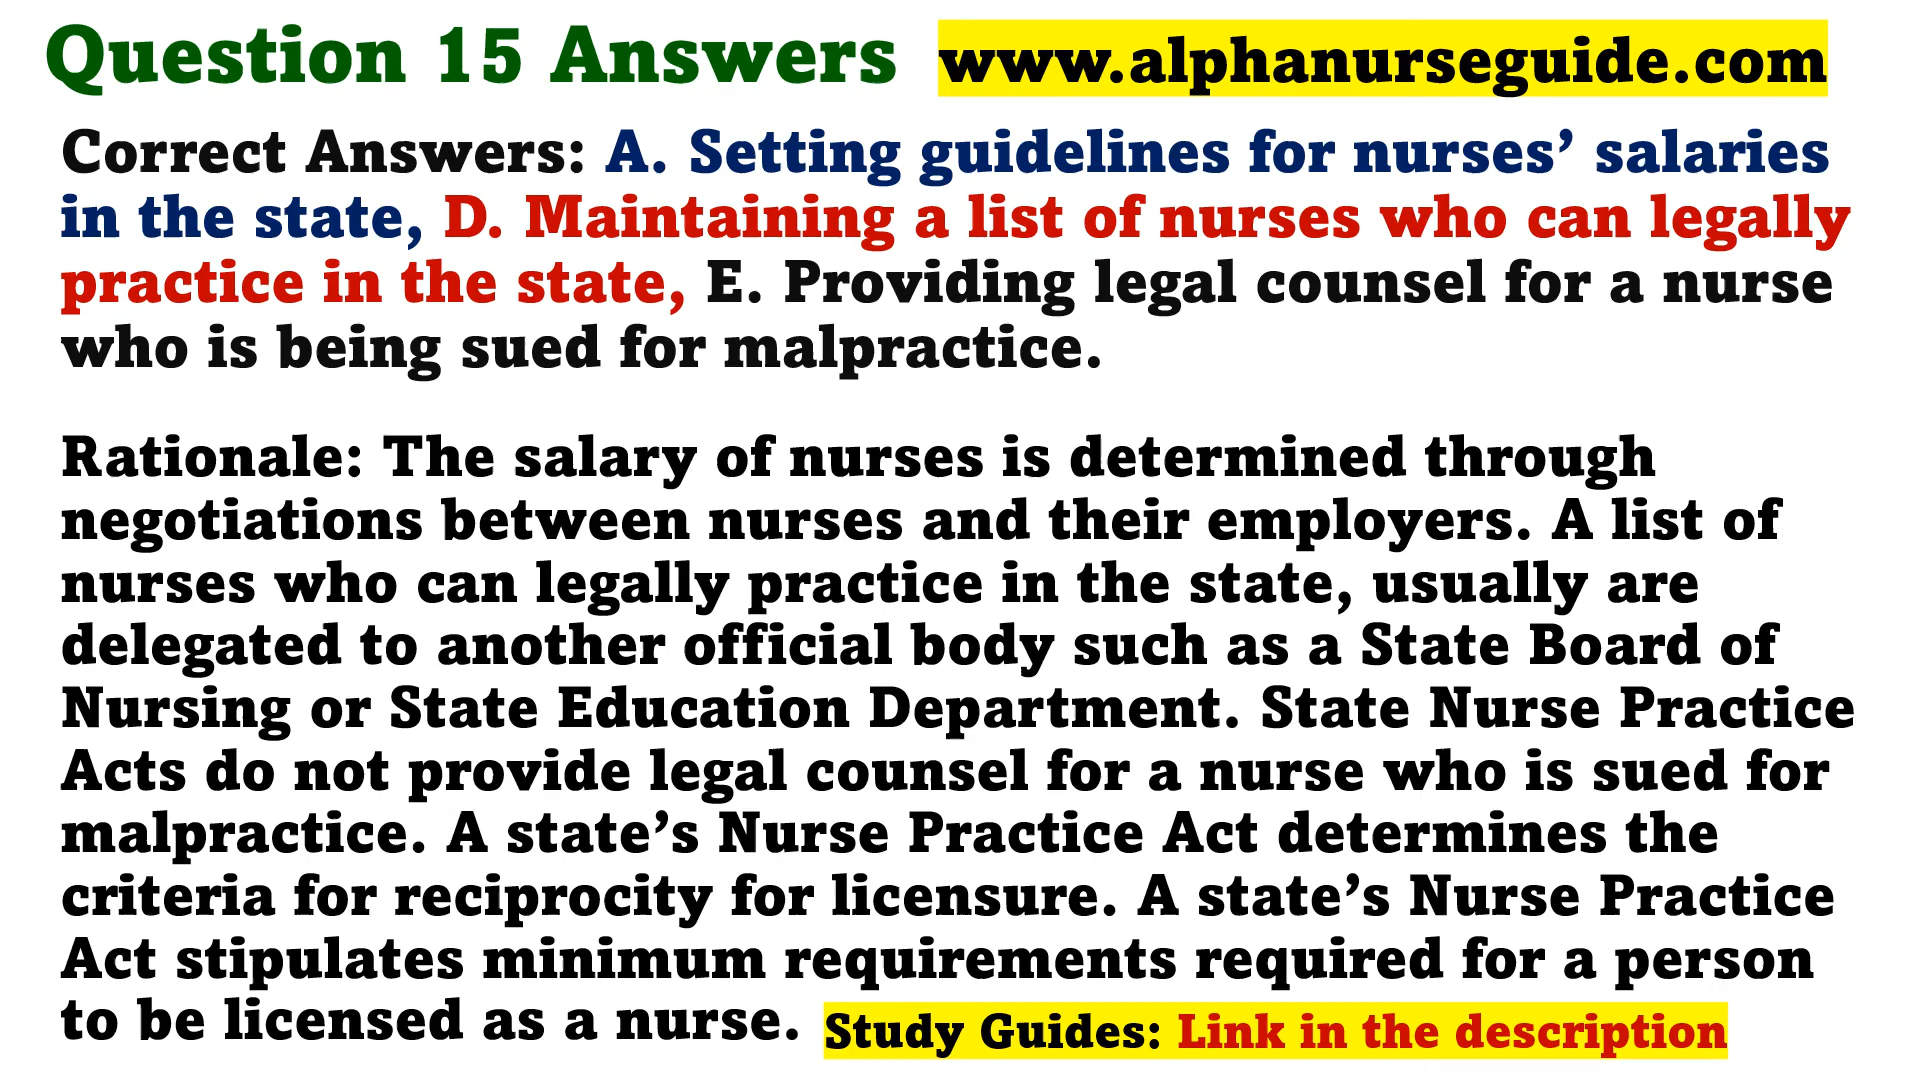 Question 15 Answers www.alphanurseguide.com
Correct Answers: A. Setting guidelines for nurses’ salaries
in the state, D. Maintaining a list of nurses who can legally
practice in the state, E. Providing legal counsel for a nurse
who is being sued for malpractice.
Rationale: The salary of nurses is determined through
negotiations between nurses and their employers. A list of
nurses who can legally practice in the state, usually are
delegated to another official body such as a State Board of
Nursing or State Education Department. State Nurse Practice
Acts do not provide legal counsel for a nurse who is sued for
malpractice. A state’s Nurse Practice Act determines the
criteria for reciprocity for licensure. A state’s Nurse Practice
Act stipulates minimum requirements required for a person
to be licensed as a nurse. Study Guides: Link in the description